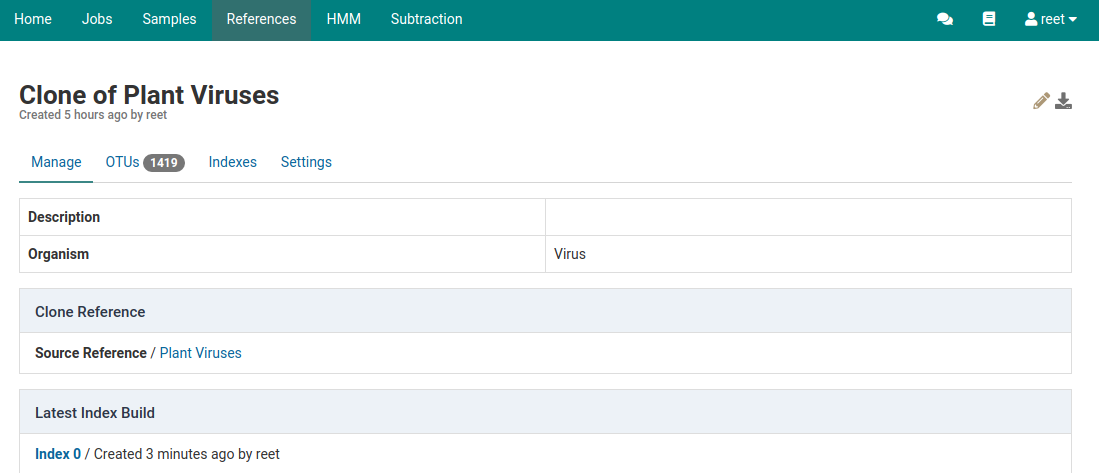 Home Jobs Samples References HMM Subtraction reet
Clone of Plant Viruses
Created 5 hours ago by reet
Manage OTUs 1419 Indexes Settings
Description
Organism Virus
Clone Reference
Source Reference / Plant Viruses
Latest Index Build
Index 0 / Created 3 minutes ago by reet